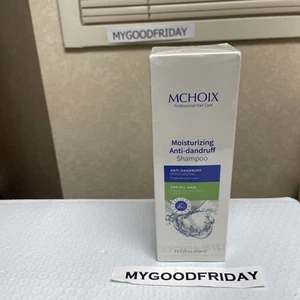 MYGOODFRIDAY
MCHOIX
Professional Hair Care
Moisturizing
Anti-dandruff
Shampoo
ANTI DANDRUFF
FOR ALL HAIR
MYGOODFRIDAY